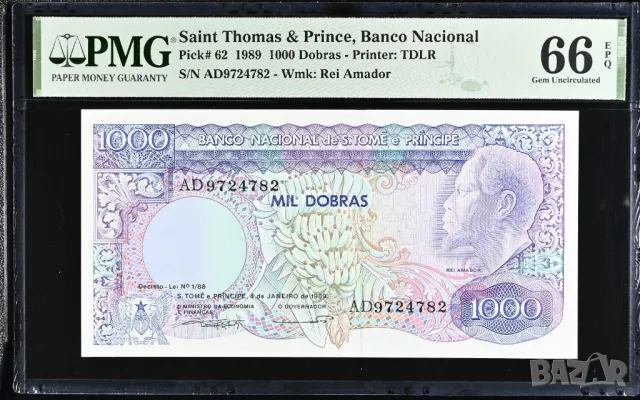 PMG
PAPER MONEY GUARANTY
Saint Thomas & Prince, Banco Nacional
Pick# 62 1989 1000 Dobras - Printer: TDLR
S/N AD9724782 - Wmk: Rei Amador
66 EPQ
Gem Uncirculated
1000
BANCO NACIONAL de S. TOMÉ e PRÍNCIPE
AD9724782
MIL DOBRAS
REI AMADOR
Decreto - Lei Nº 1/88
S. TOMÉ e PRÍNCIPE, 4 de JANEIRO de 1989
O MINISTRO da ECONOMIA
e FINANÇAS
O GOVERNADOR
AD9724782
1000
BAZAR